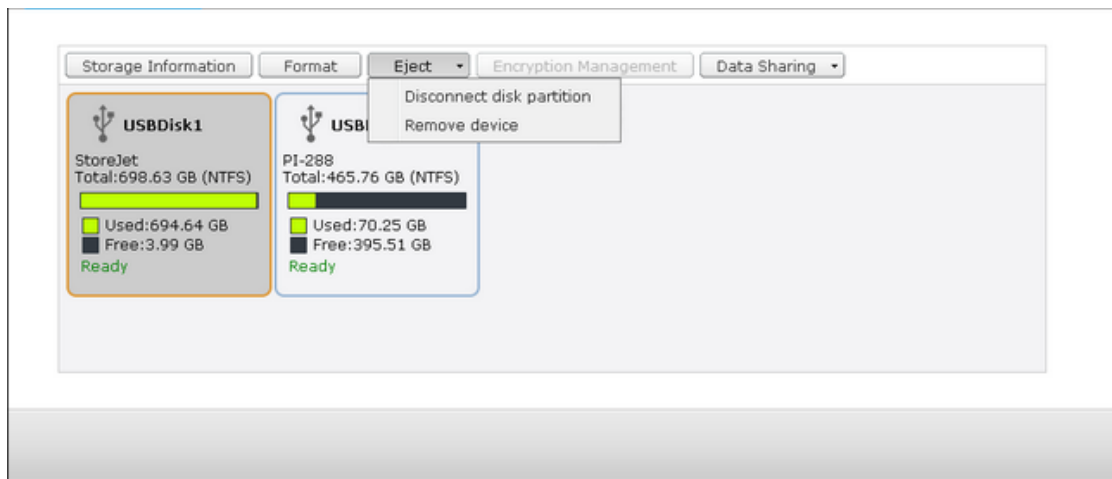 Storage Information Format Eject Encryption Management Data Sharing
Disconnect disk partition
Remove device
USBDisk1
StoreJet
Total:698.63 GB (NTFS)
Used:694.64 GB
Free:3.99 GB
Ready
PI-288
Total:465.76 GB (NTFS)
Used:70.25 GB
Free:395.51 GB
Ready